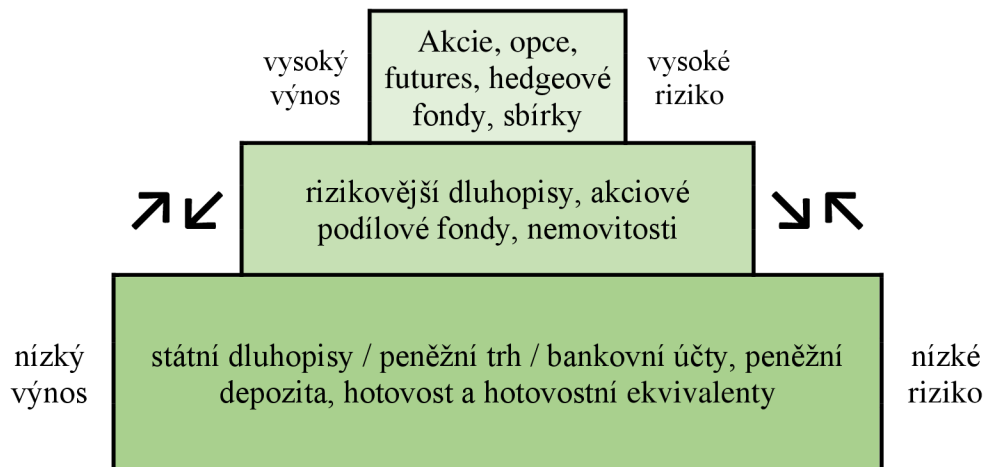 vysoký
výnos
Akcie, opce,
futures, hedgeové
fondy, sbírky
vysoké
riziko
rizikovější dluhopisy, akciové
podílové fondy, nemovitosti
nízký
výnos
státní dluhopisy / peněžní trh / bankovní účty, peněžní
depozita, hotovost a hotovostní ekvivalenty
nízké
riziko